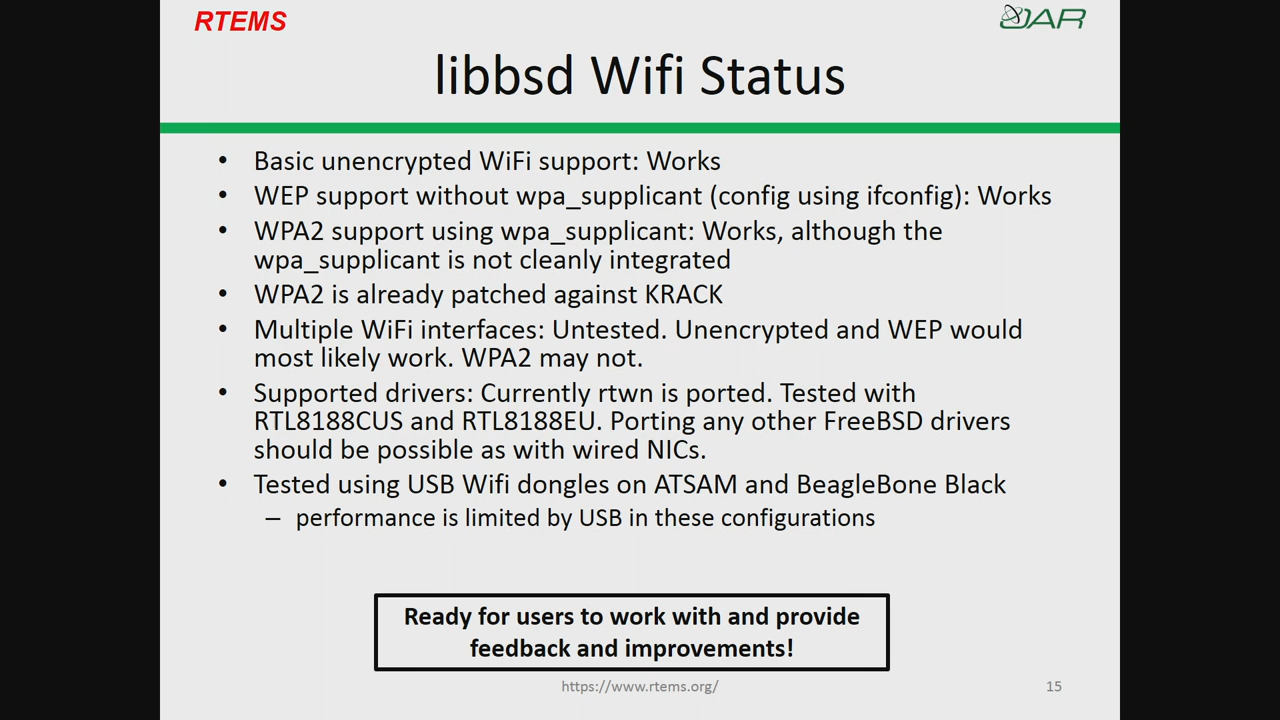 RTEMS
OAR
libbsd Wifi Status
• Basic unencrypted WiFi support: Works
• WEP support without wpa_supplicant (config using ifconfig): Works
• WPA2 support using wpa_supplicant: Works, although the
wpa_supplicant is not cleanly integrated
• WPA2 is already patched against KRACK
• Multiple WiFi interfaces: Untested. Unencrypted and WEP would
most likely work. WPA2 may not.
• Supported drivers: Currently rtwn is ported. Tested with
RTL8188CUS and RTL8188EU. Porting any other FreeBSD drivers
should be possible as with wired NICs.
• Tested using USB Wifi dongles on ATSAM and BeagleBone Black
– performance is limited by USB in these configurations
Ready for users to work with and provide
feedback and improvements!
https://www.rtems.org/
15